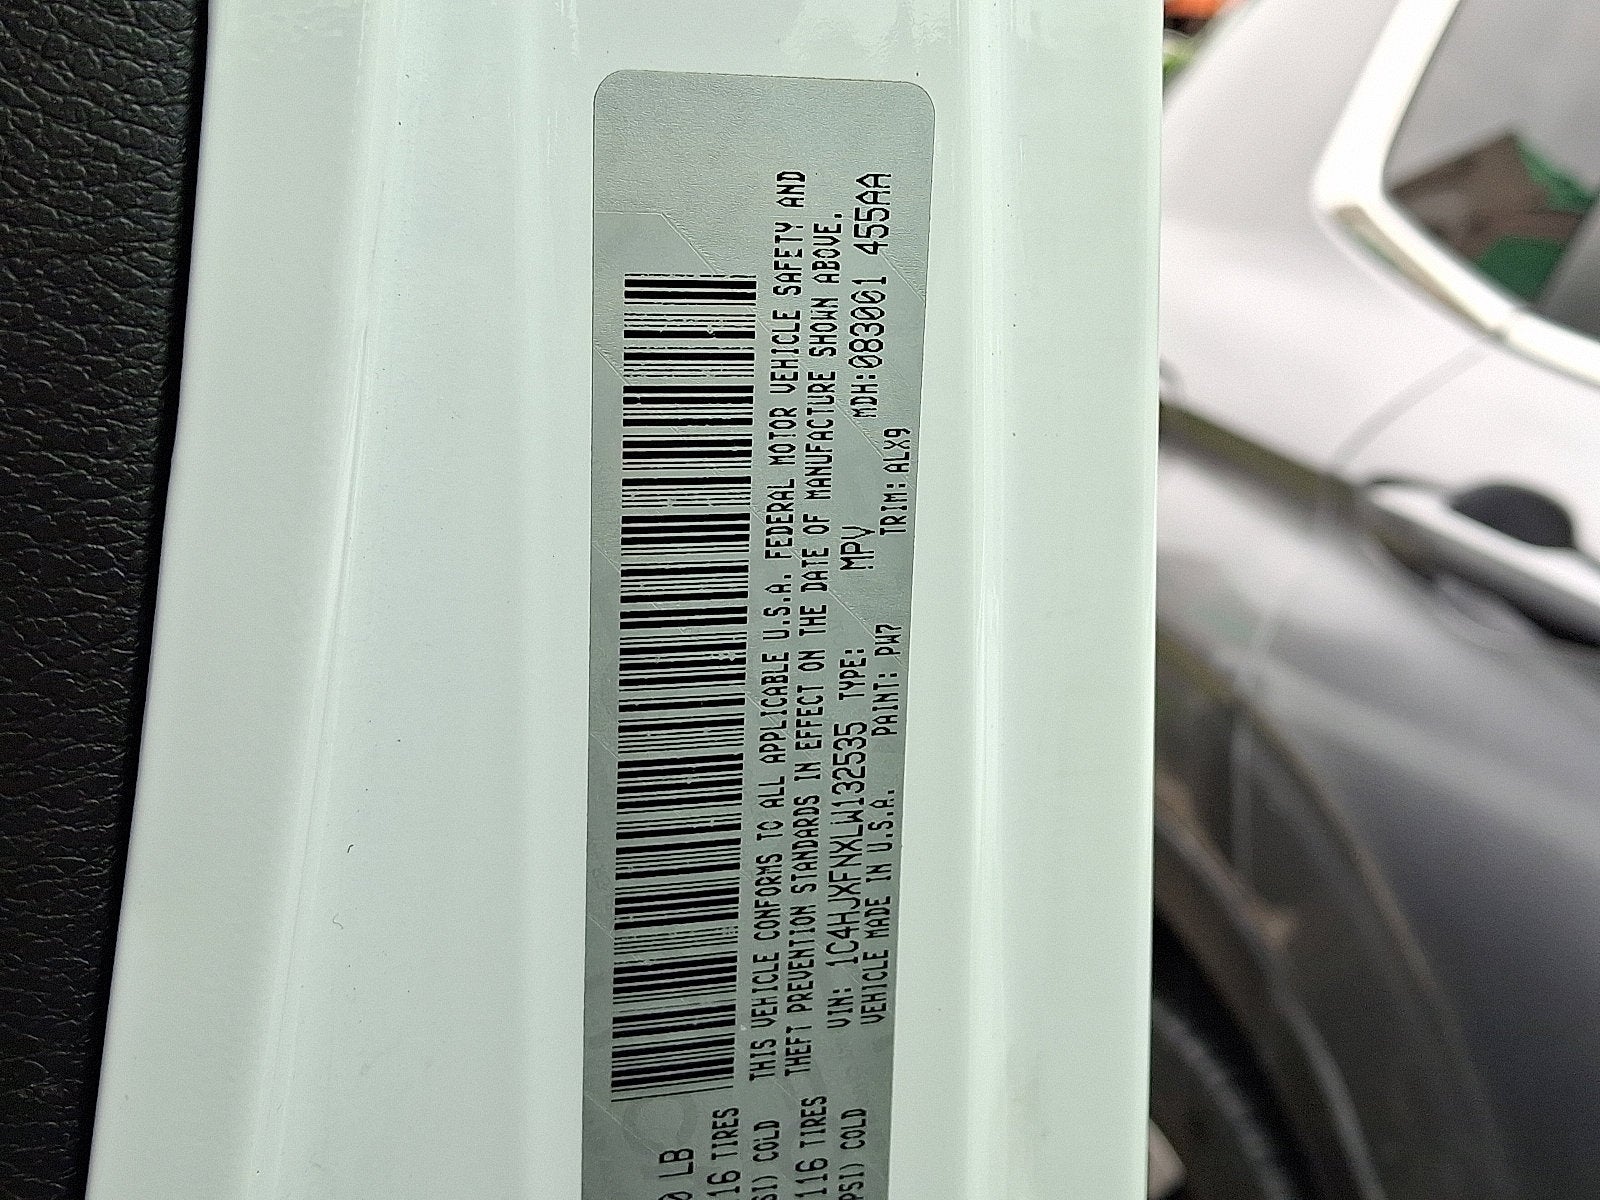 0 LB
116 TIRES
SI) COLD
THIS VEHICLE CONFORMS TO ALL APPLICABLE U.S.A. FEDERAL MOTOR VEHICLE SAFETY AND
116 TIRES
THEFT PREVENTION STANDARDS IN EFFECT ON THE DATE OF MANUFACTURE SHOWN ABOVE.
PSI) COLD
VIN: 1C4HJXFNXLW132535 TYPE: MPV MDH:083001 455AA
VEHICLE MADE IN U.S.A. PAINT: PW7 TRIM: ALX9